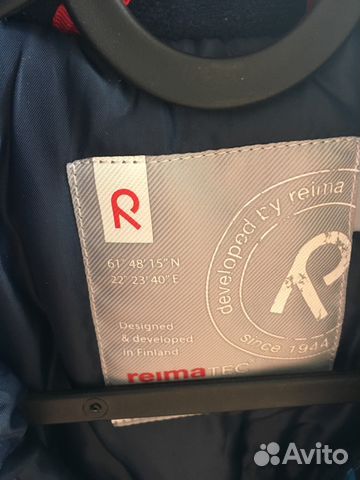 R
61° 48' 15" N
22° 23' 40" E
Designed
& developed
in Finland.
reimaTEC
developed by reima
since 1944
Avito